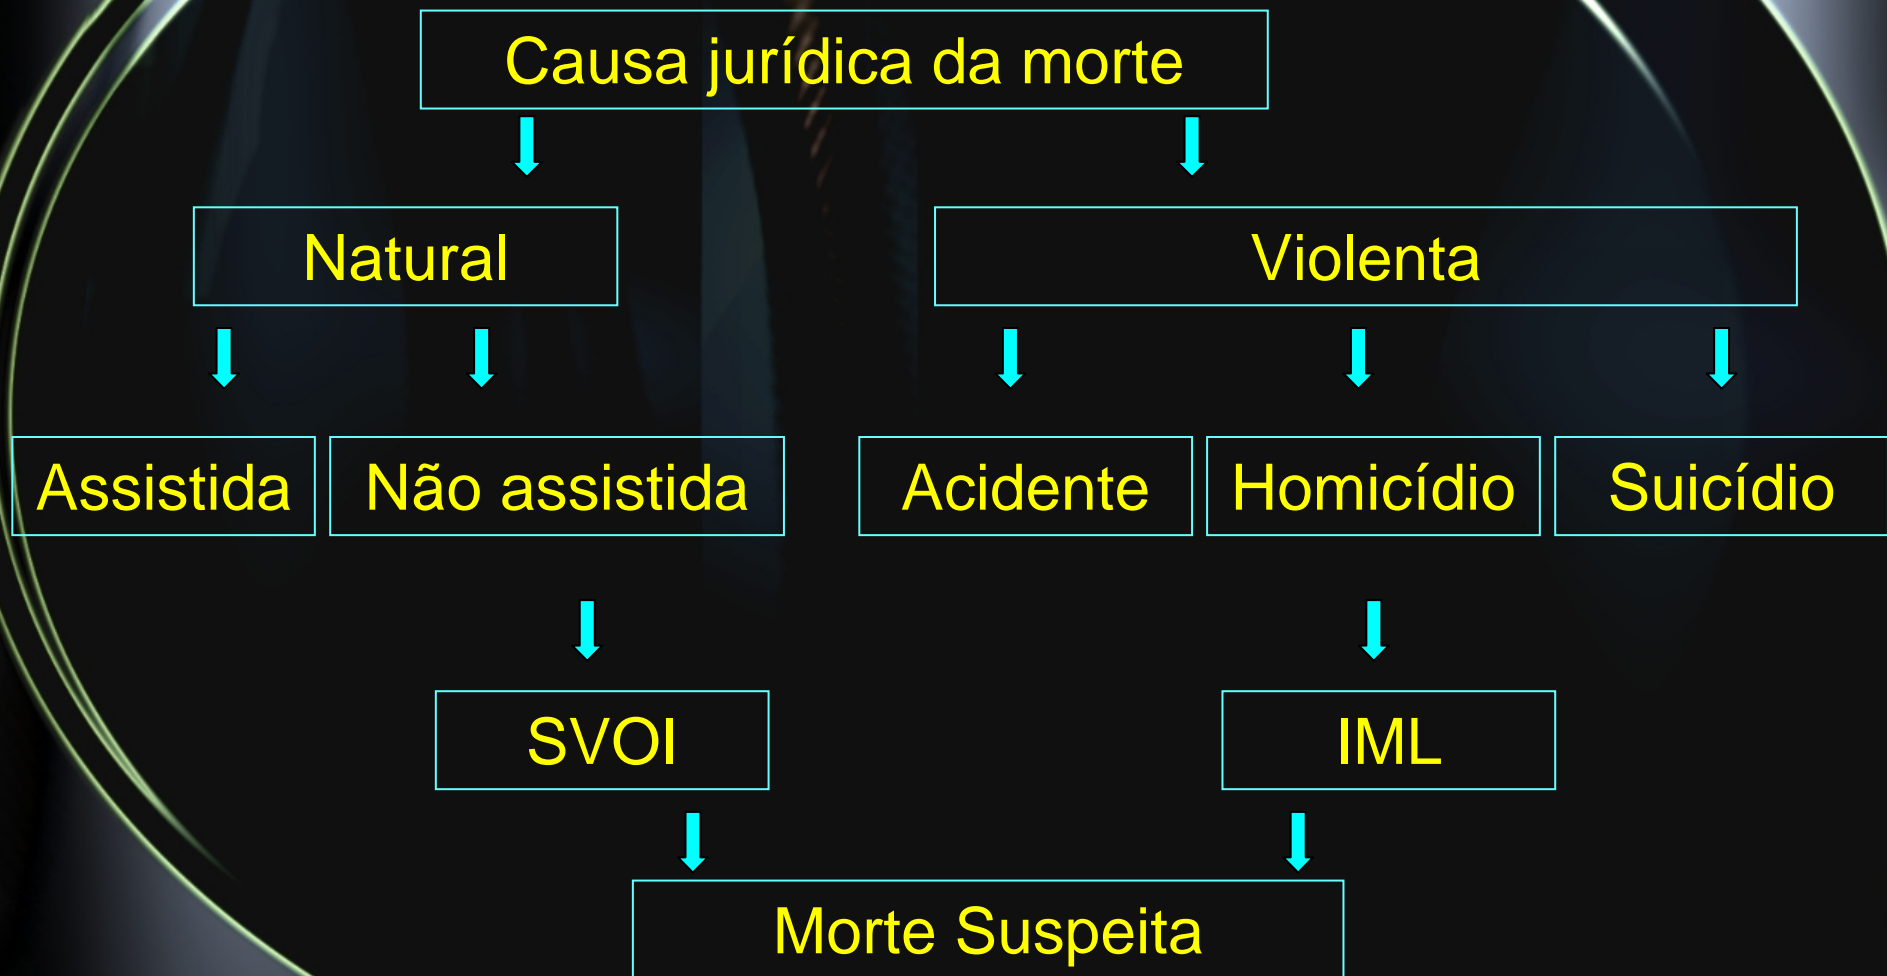 Causa jurídica da morte
Natural
Violenta
Assistida
Não assistida
Acidente
Homicídio
Suicídio
SVOI
IML
Morte Suspeita